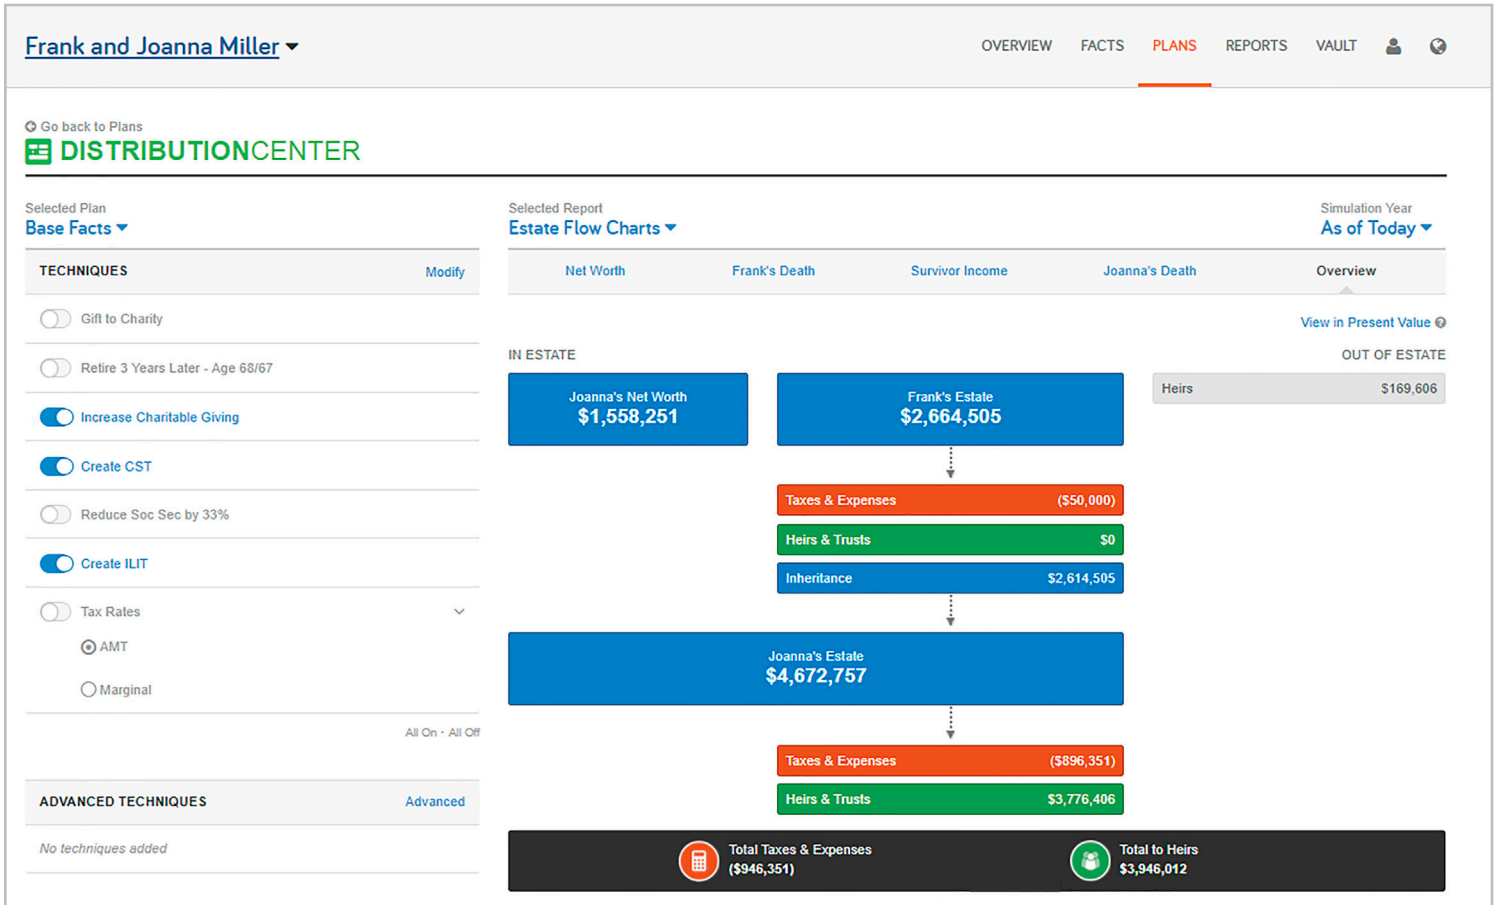 Frank and Joanna Miller
OVERVIEW FACTS PLANS REPORTS VAULT
Go back to Plans
DISTRIBUTIONCENTER
Selected Plan
Base Facts
TECHNIQUES Modify
Gift to Charity
Retire 3 Years Later - Age 68/67
Increase Charitable Giving
Create CST
Reduce Soc Sec by 33%
Create ILIT
Tax Rates
AMT
Marginal
All On · All Off
ADVANCED TECHNIQUES Advanced
No techniques added
Selected Report
Estate Flow Charts
Simulation Year
As of Today
Net Worth Frank's Death Survivor Income Joanna's Death Overview
View in Present Value ?
IN ESTATE
OUT OF ESTATE
Joanna's Net Worth
$1,558,251
Frank's Estate
$2,664,505
Heirs $169,606
Taxes & Expenses ($50,000)
Heirs & Trusts $0
Inheritance $2,614,505
Joanna's Estate
$4,672,757
Taxes & Expenses ($896,351)
Heirs & Trusts $3,776,406
Total Taxes & Expenses
($946,351)
Total to Heirs
$3,946,012